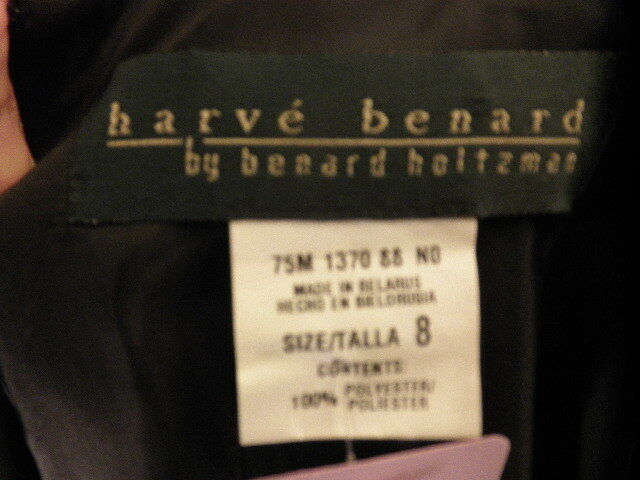 harvé benard
by benard holtzman
75M 1370 88 NO
MADE IN BELARUS
HECHO EN BIELORUSIA
SIZE/TALLA 8
CONTENTS:
100% POLYESTER/
POLIESTER